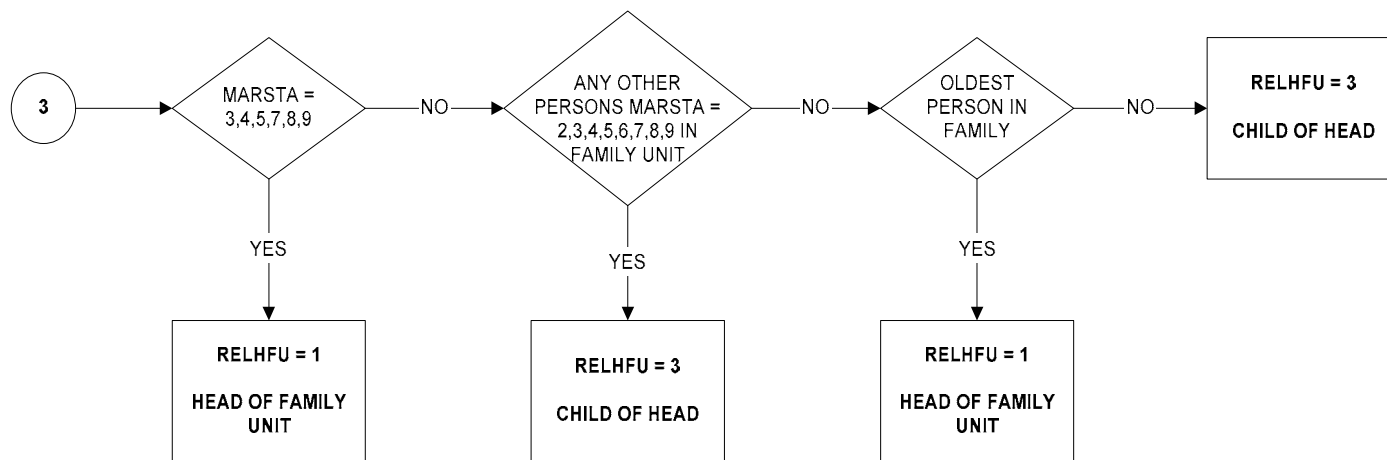 3
MARSTA =
3,4,5,7,8,9
NO
ANY OTHER
PERSONS MARSTA =
2,3,4,5,6,7,8,9 IN
FAMILY UNIT
NO
OLDEST
PERSON IN
FAMILY
NO
RELHFU = 3
CHILD OF HEAD
YES
YES
YES
RELHFU = 1
HEAD OF FAMILY
UNIT
RELHFU = 3
CHILD OF HEAD
RELHFU = 1
HEAD OF FAMILY
UNIT